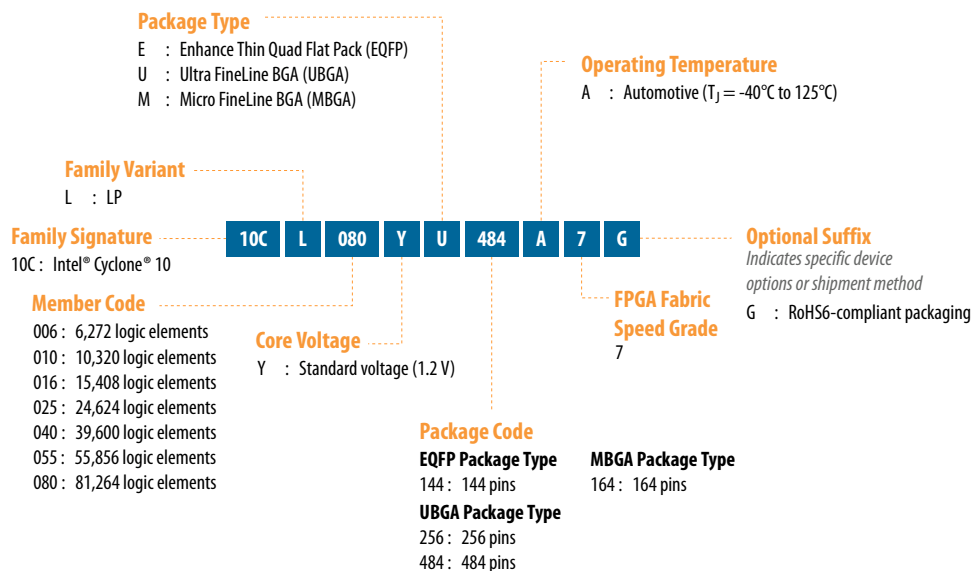 Package Type
E : Enhance Thin Quad Flat Pack (EQFP)
U : Ultra FineLine BGA (UBGA)
M : Micro FineLine BGA (MBGA)
Operating Temperature
A : Automotive (TJ = -40°C to 125°C)
Family Variant
L : LP
Family Signature
10C : Intel® Cyclone® 10
10C L 080 Y U 484 A 7 G
Optional Suffix
Indicates specific device
options or shipment method
G : RoHS6-compliant packaging
Member Code
006 : 6,272 logic elements
010 : 10,320 logic elements
016 : 15,408 logic elements
025 : 24,624 logic elements
040 : 39,600 logic elements
055 : 55,856 logic elements
080 : 81,264 logic elements
Core Voltage
Y : Standard voltage (1.2 V)
FPGA Fabric
Speed Grade
7
Package Code
EQFP Package Type
144 : 144 pins
UBGA Package Type
256 : 256 pins
484 : 484 pins
MBGA Package Type
164 : 164 pins